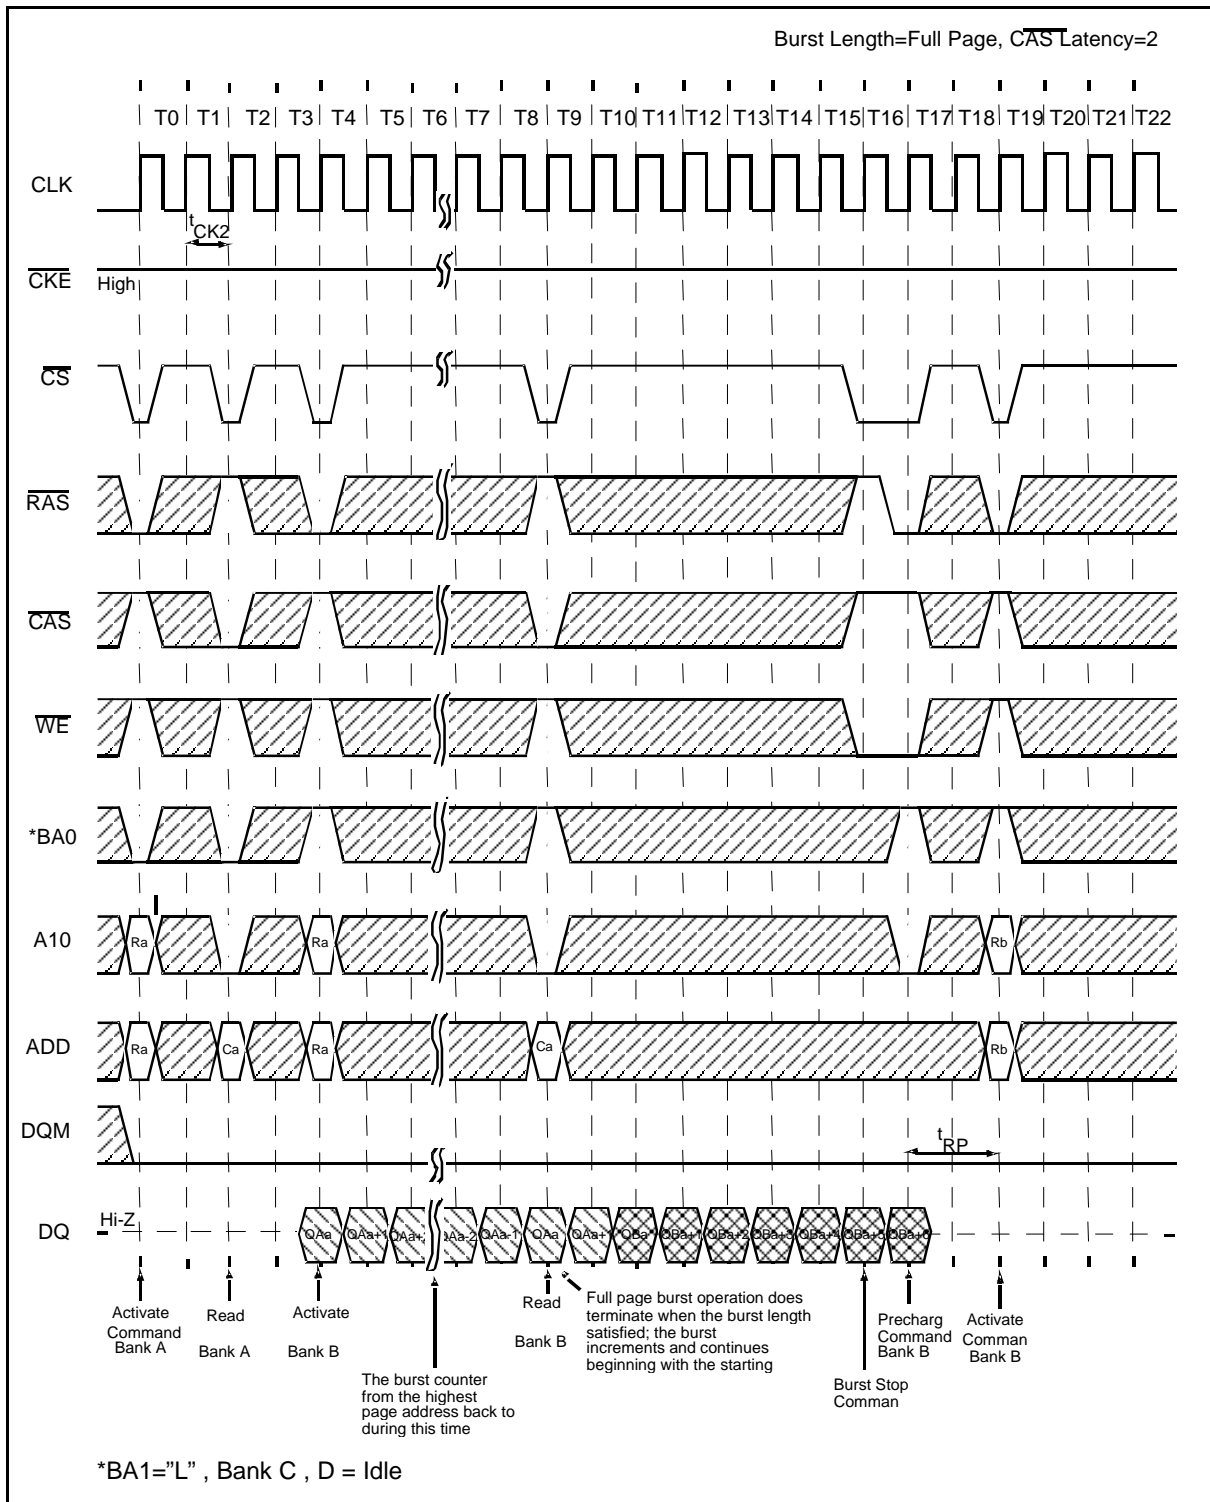 Burst Length=Full Page, CAS Latency=2
T0 T1 T2 T3 T4 T5 T6 T7 T8 T9 T10 T11 T12 T13 T14 T15 T16 T17 T18 T19 T20 T21 T22
CLK
tCK2
CKE
High
CS
RAS
CAS
WE
*BA0
A10
Ra
Ra
Rb
ADD
Ra
Ca
Ra
Ca
Rb
DQM
tRP
DQ
Hi-Z
QAa QAa+1 QAa+2 QAa-2 QAa-1 QAa QAa+1 QBa QBa+1 QBa+2 QBa+3 QBa+4 QBa+5 QBa+6
Activate
Command
Bank A
Read
Bank A
Activate
Bank B
The burst counter
from the highest
page address back to
during this time
Read
Bank B
Full page burst operation does
terminate when the burst length
satisfied; the burst
increments and continues
beginning with the starting
Burst Stop
Comman
Precharg
Command
Bank B
Activate
Comman
Bank B
*BA1=”L” , Bank C , D = Idle